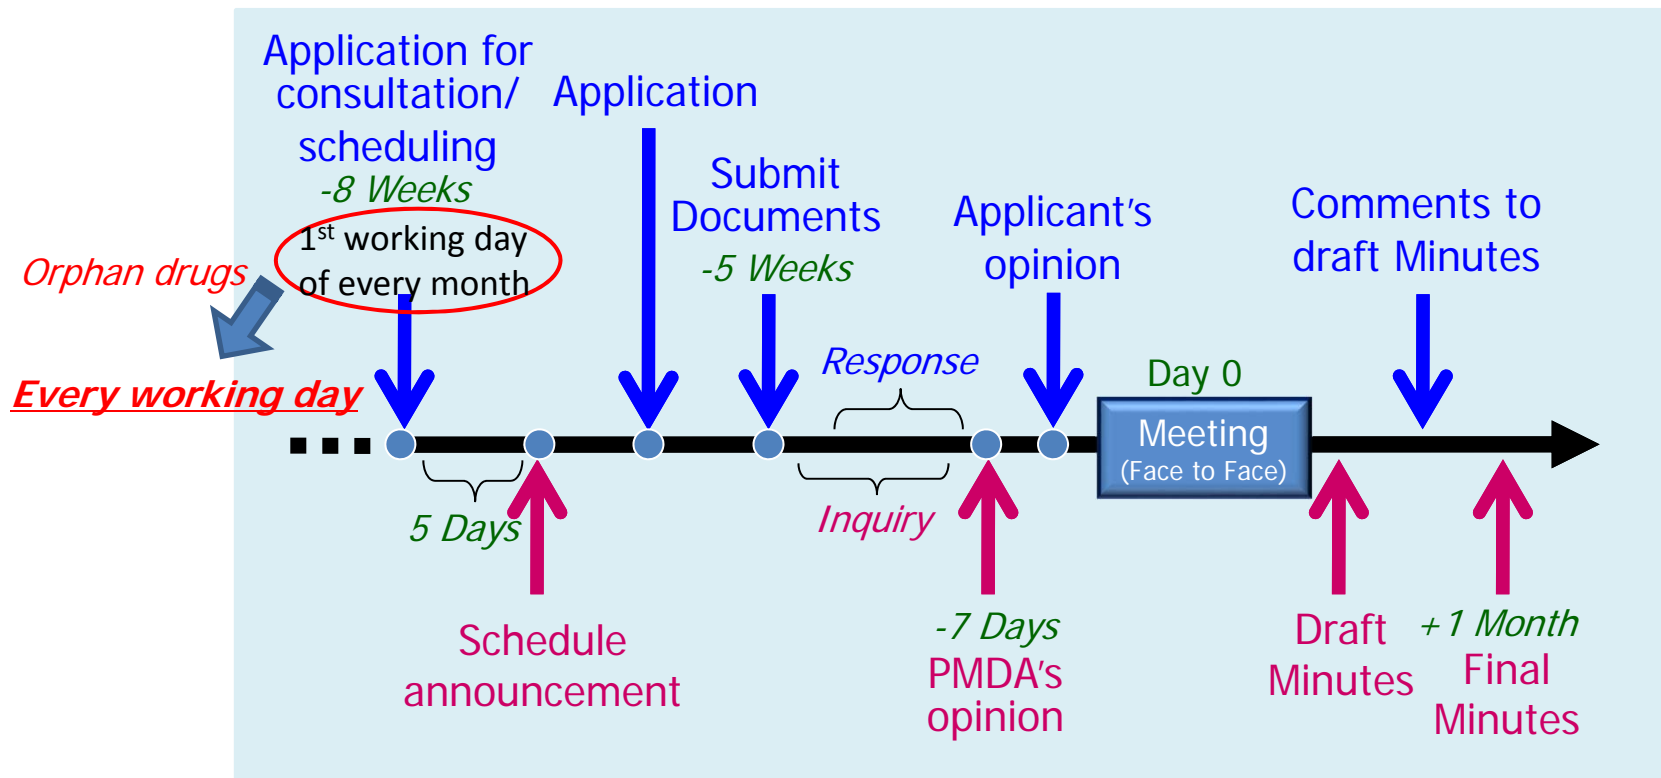 Application for
consultation/
scheduling
-8 Weeks
1st working day
of every month
Orphan drugs
Every working day
Application
Submit
Documents
-5 Weeks
Applicant's
opinion
Comments to
draft Minutes
Response
Day 0
Meeting
(Face to Face)
5 Days
Inquiry
Schedule
announcement
-7 Days
PMDA's
opinion
Draft
Minutes
+1 Month
Final
Minutes